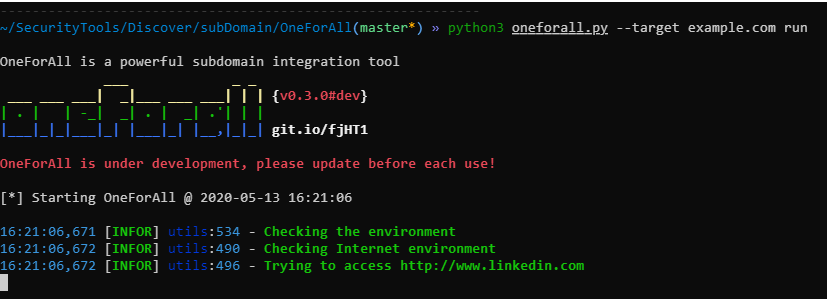 ~/SecurityTools/Discover/subDomain/OneForAll(master*) » python3 oneforall.py --target example.com run
OneForAll is a powerful subdomain integration tool
{v0.3.0#dev}
git.io/fjHT1
OneForAll is under development, please update before each use!
[*] Starting OneForAll @ 2020-05-13 16:21:06
16:21:06,671 [INFOR] utils:534 - Checking the environment
16:21:06,672 [INFOR] utils:490 - Checking Internet environment
16:21:06,672 [INFOR] utils:496 - Trying to access http://www.linkedin.com